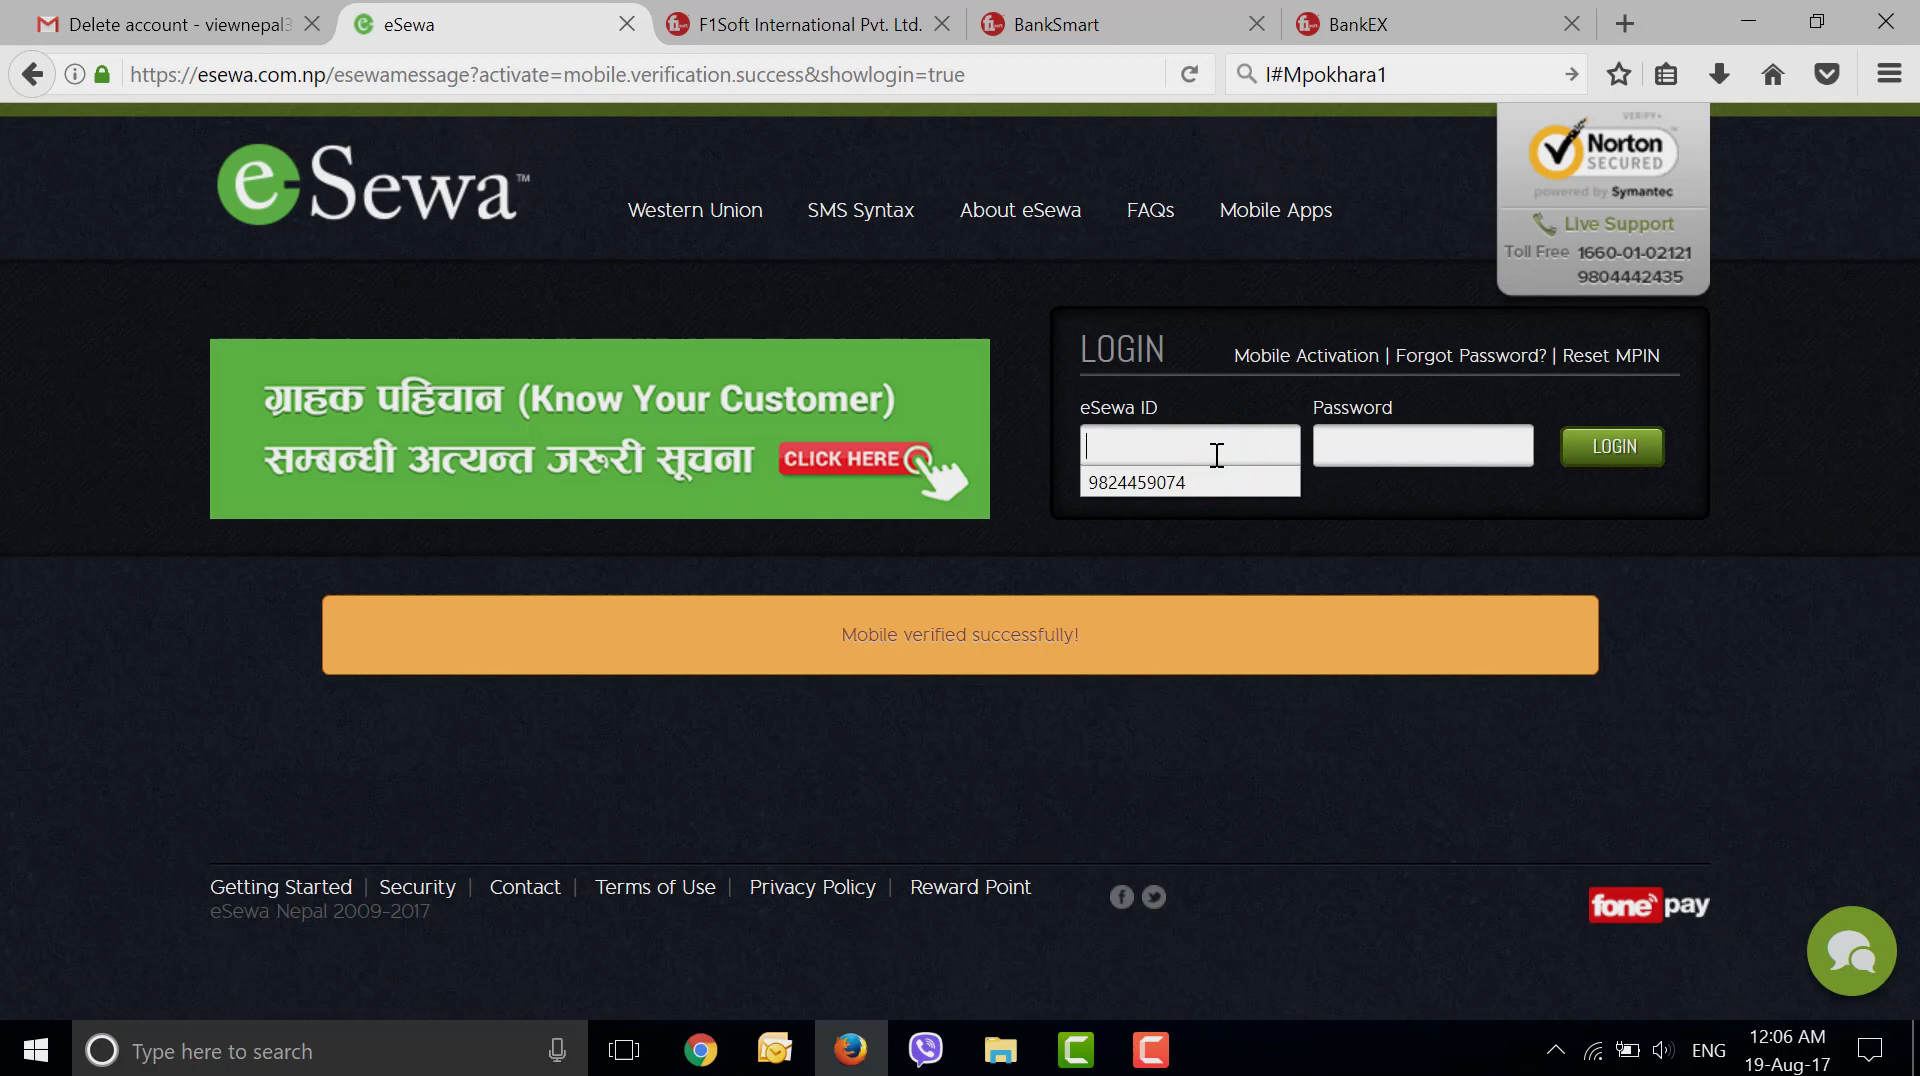 Delete account - viewnepal3
eSewa
F1Soft International Pvt. Ltd.
BankSmart
BankEX
https://esewa.com.np/esewamessage?activate=mobile.verification.success&showlogin=true
I#Mpokhara1
e-Sewa™
Western Union
SMS Syntax
About eSewa
FAQs
Mobile Apps
VERIFY+
Norton
SECURED
powered by Symantec
Live Support
Toll Free 1660-01-02121
9804442435
ग्राहक पहिचान (Know Your Customer)
सम्बन्धी अत्यन्त जरुरी सूचना CLICK HERE
LOGIN
Mobile Activation | Forgot Password? | Reset MPIN
eSewa ID
Password
LOGIN
9824459074
Mobile verified successfully!
Getting Started | Security | Contact | Terms of Use | Privacy Policy | Reward Point
eSewa Nepal 2009-2017
fonepay
Type here to search
ENG
12:06 AM
19-Aug-17